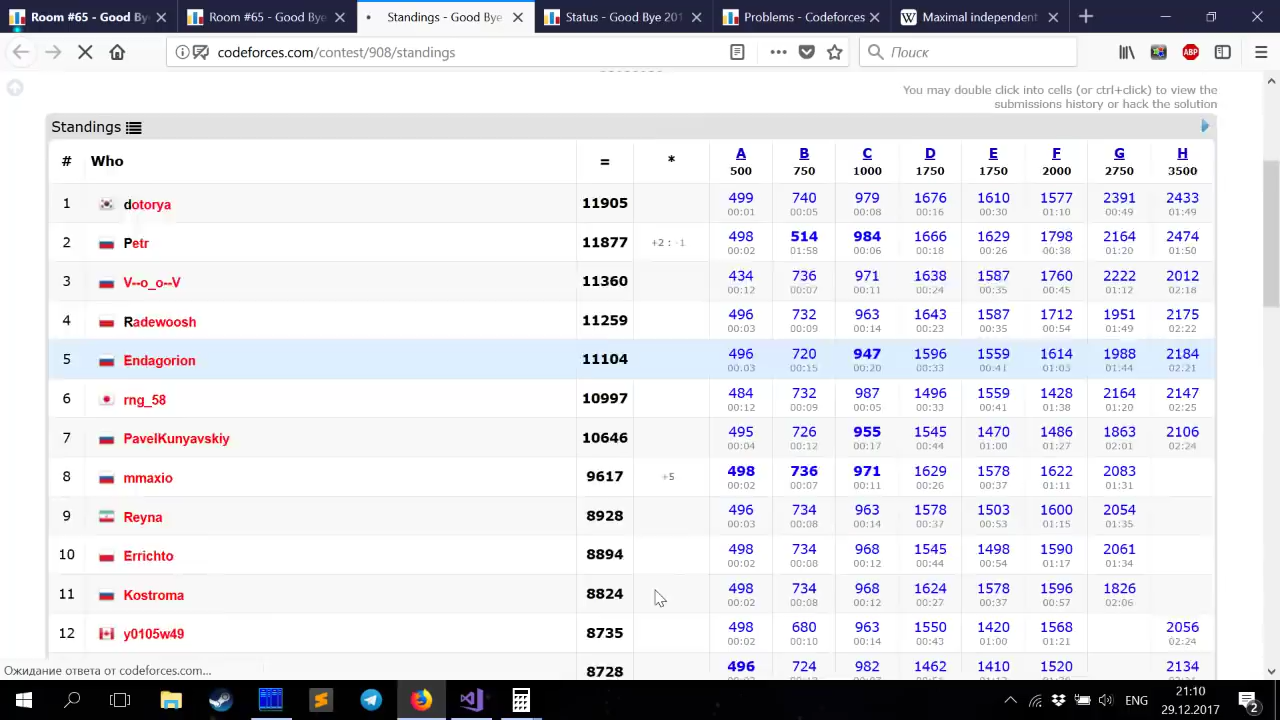 Room #65 - Good Bye
Room #65 - Good Bye
Standings - Good Bye
Status - Good Bye 201
Problems - Codeforces
W Maximal independent
codeforces.com/contest/908/standings
Поиск
ABP
You may double click into cells (or ctrl+click) to view the
submissions history or hack the solution
Standings
# Who = * A B C D E F G H
500 750 1000 1750 1750 2000 2750 3500
1 dotorya 11905 499 740 979 1676 1610 1577 2391 2433
00:01 00:05 00:08 00:16 00:30 01:10 00:49 01:49
2 Petr 11877 +2 : -1 498 514 984 1666 1629 1798 2164 2474
00:02 01:58 00:06 00:18 00:26 00:38 01:20 01:50
3 V--o_o--V 11360 434 736 971 1638 1587 1760 2222 2012
00:12 00:07 00:11 00:24 00:35 00:45 01:12 02:18
4 Radewoosh 11259 496 732 963 1643 1587 1712 1951 2175
00:03 00:09 00:14 00:23 00:35 00:54 01:49 02:22
5 Endagorion 11104 496 720 947 1596 1559 1614 1988 2184
00:03 00:15 00:20 00:33 00:41 01:03 01:44 02:21
6 rng_58 10997 484 732 987 1496 1559 1428 2164 2147
00:12 00:09 00:05 00:33 00:41 01:38 01:20 02:25
7 PavelKunyavskiy 10646 495 726 955 1545 1470 1486 1863 2106
00:04 00:12 00:17 00:44 01:00 01:27 02:01 02:24
8 mmaxio 9617 +5 498 736 971 1629 1578 1622 2083
00:02 00:07 00:11 00:26 00:37 01:11 01:31
9 Reyna 8928 496 734 963 1578 1503 1600 2054
00:03 00:08 00:14 00:37 00:53 01:15 01:35
10 Errichto 8894 498 734 968 1545 1498 1590 2061
00:02 00:08 00:12 00:44 00:54 01:17 01:34
11 Kostroma 8824 498 734 968 1624 1578 1596 1826
00:02 00:08 00:12 00:27 00:37 00:57 02:06
12 y0105w49 8735 498 680 963 1550 1420 1568 2056
00:02 00:10 00:14 00:43 01:00 01:21 02:24
8728 496 724 982 1462 1410 1520 2134
Ожидание ответа от codeforces.com...
ENG
21:10
29.12.2017
2